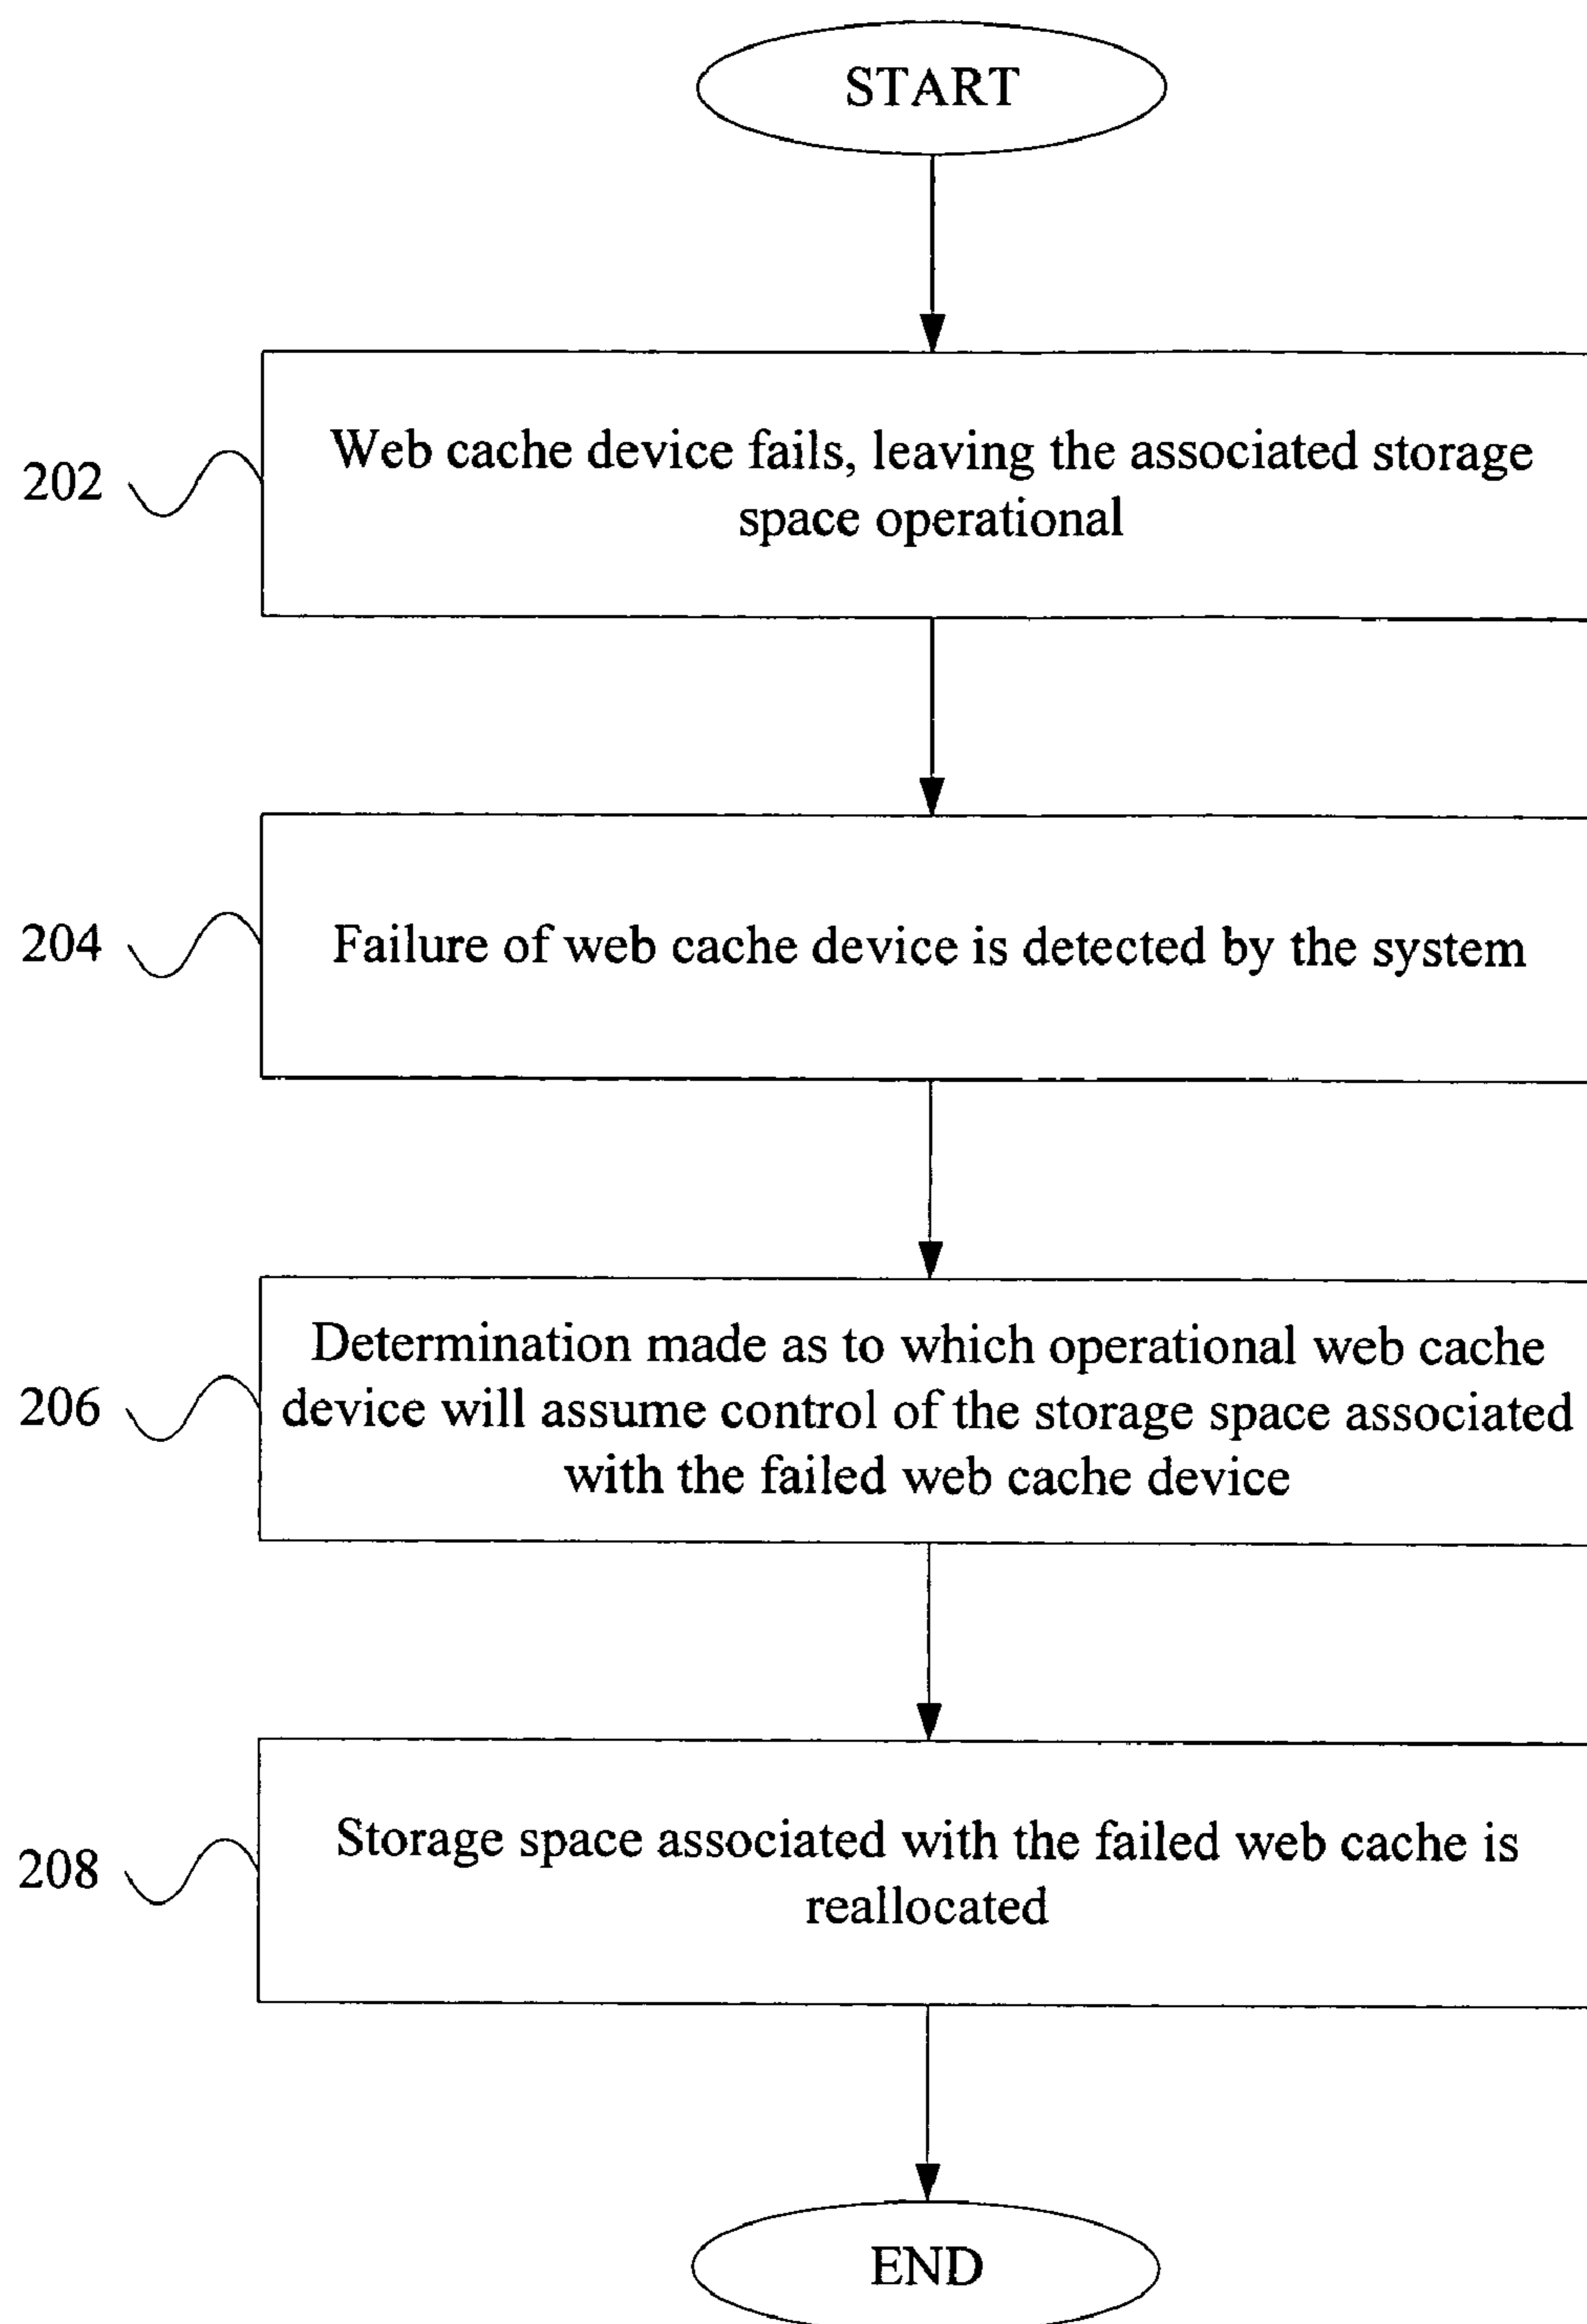 START
202
Web cache device fails, leaving the associated storage
space operational
204
Failure of web cache device is detected by the system
206
Determination made as to which operational web cache
device will assume control of the storage space associated
with the failed web cache device
208
Storage space associated with the failed web cache is
reallocated
END